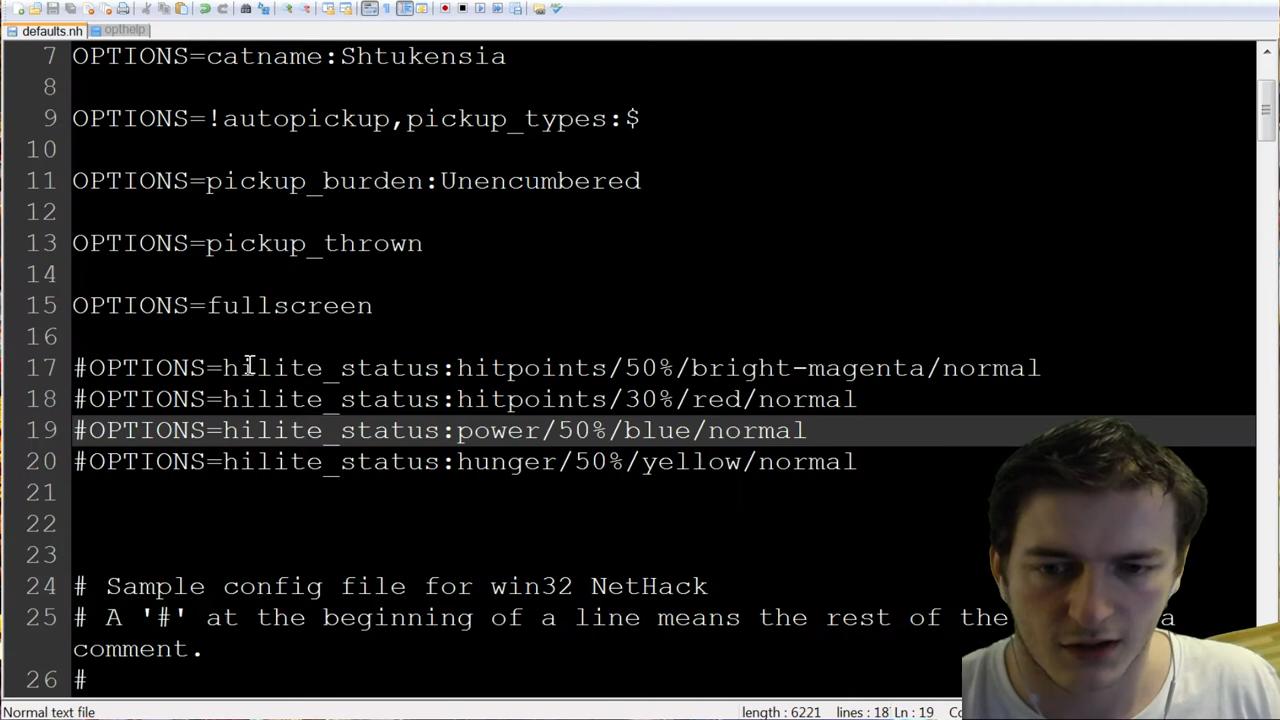 defaults.nh opthelp
7 OPTIONS=catname:Shtukensia
8
9 OPTIONS=!autopickup,pickup_types:$
10
11 OPTIONS=pickup_burden:Unencumbered
12
13 OPTIONS=pickup_thrown
14
15 OPTIONS=fullscreen
16
17 #OPTIONS=hilite_status:hitpoints/50%/bright-magenta/normal
18 #OPTIONS=hilite_status:hitpoints/30%/red/normal
19 #OPTIONS=hilite_status:power/50%/blue/normal
20 #OPTIONS=hilite_status:hunger/50%/yellow/normal
21
22
23
24 # Sample config file for win32 NetHack
25 # A '#' at the beginning of a line means the rest of the a
comment.
26 #
Normal text file length : 6221 lines : 18 Ln : 19